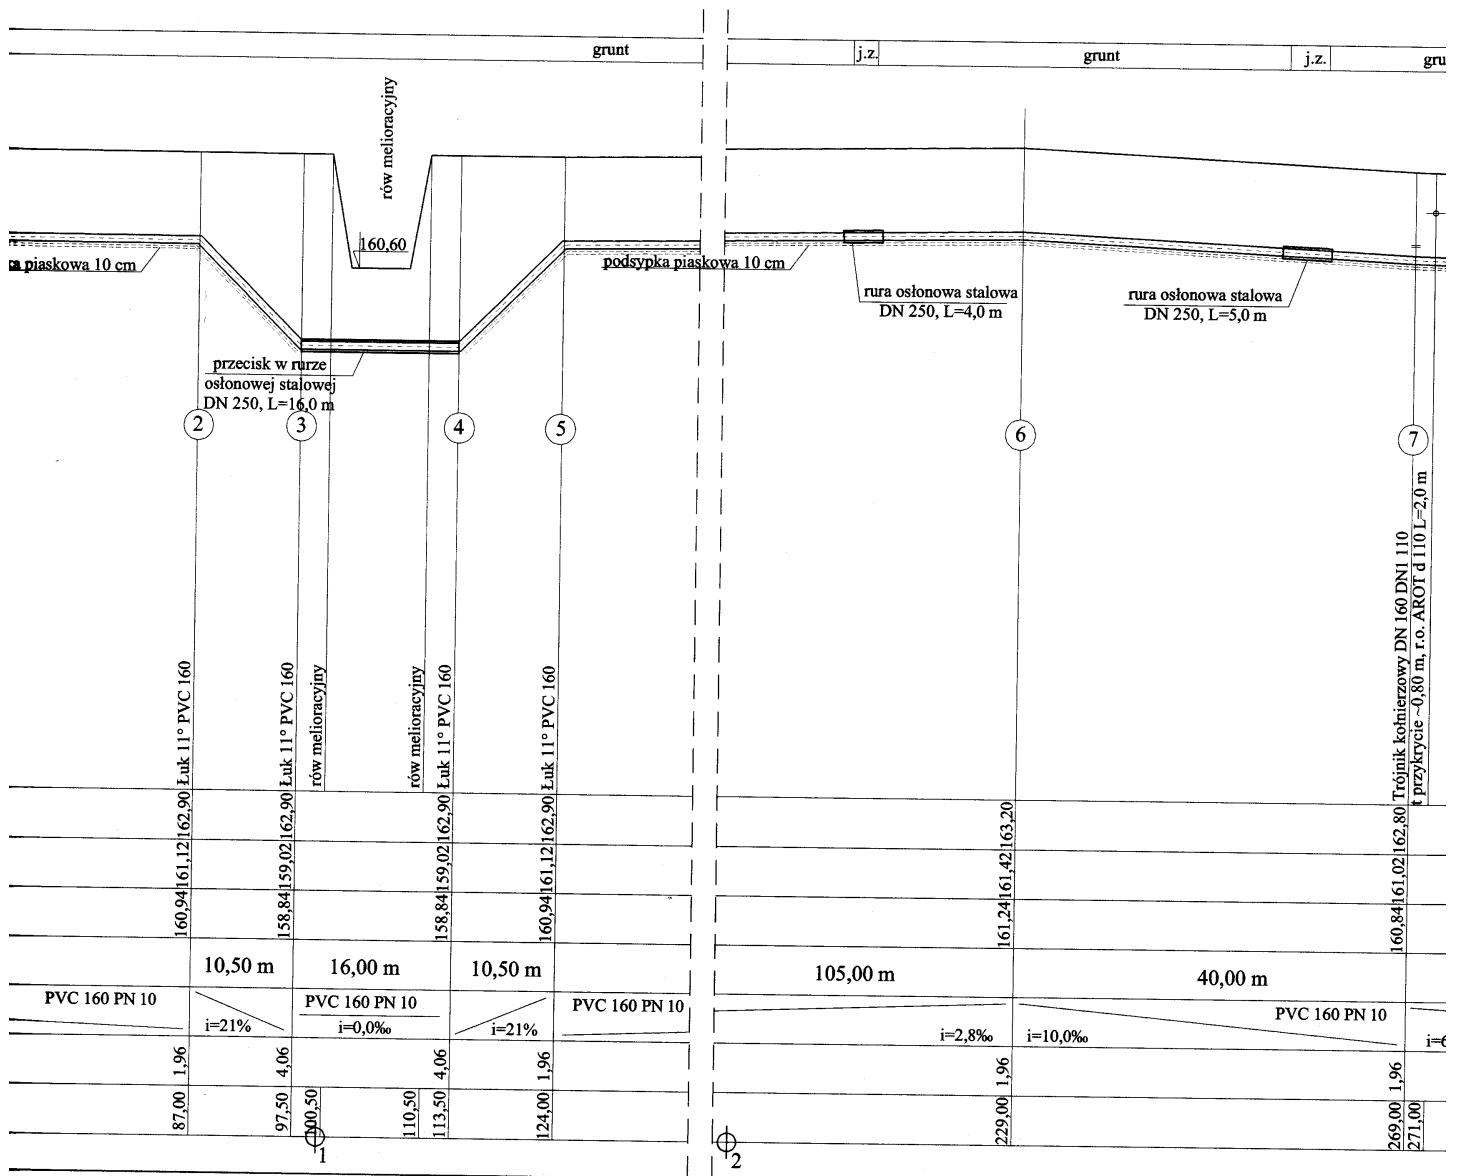 grunt
j.z.
grunt
j.z.
rów melioracyjny
160,60
piaskowa 10 cm
podsypka piaskowa 10 cm
rura osłonowa stalowa
DN 250, L=4,0 m
rura osłonowa stalowa
DN 250, L=5,0 m
przecisk w rurze
osłonowej stalowej
DN 250, L=16,0 m
2
3
4
5
6
7
160,94 161,12 162,90 Łuk 11° PVC 160
158,84 159,02 162,90 Łuk 11° PVC 160
rów melioracyjny
rów melioracyjny
158,84 159,02 162,90 Łuk 11° PVC 160
160,94 161,12 162,90 Łuk 11° PVC 160
161,24 161,42 163,20
160,84 161,02 162,80 Trójnik kołnierzowy DN 160 DN1 110
t przykrycie ~0,80 m, r.o. AROT d 110 L=2,0 m
10,50 m
16,00 m
10,50 m
105,00 m
40,00 m
PVC 160 PN 10
i=21%
PVC 160 PN 10
i=0,0‰
i=21%
PVC 160 PN 10
i=2,8‰
i=10,0‰
PVC 160 PN 10
87,00 1,96
97,50 4,06
100,50
110,50
113,50 4,06
124,00 1,96
229,00 1,96
269,00 1,96
271,00
1
2